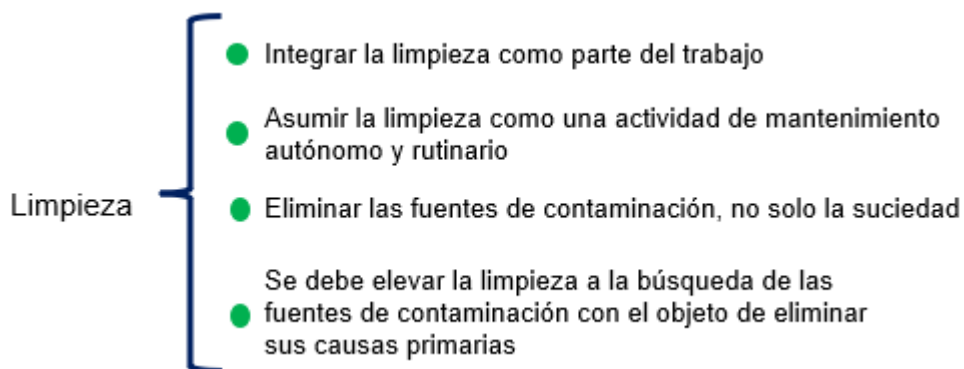 Limpieza
Integrar la limpieza como parte del trabajo
Asumir la limpieza como una actividad de mantenimiento
autónomo y rutinario
Eliminar las fuentes de contaminación, no solo la suciedad
Se debe elevar la limpieza a la búsqueda de las
fuentes de contaminación con el objeto de eliminar
sus causas primarias